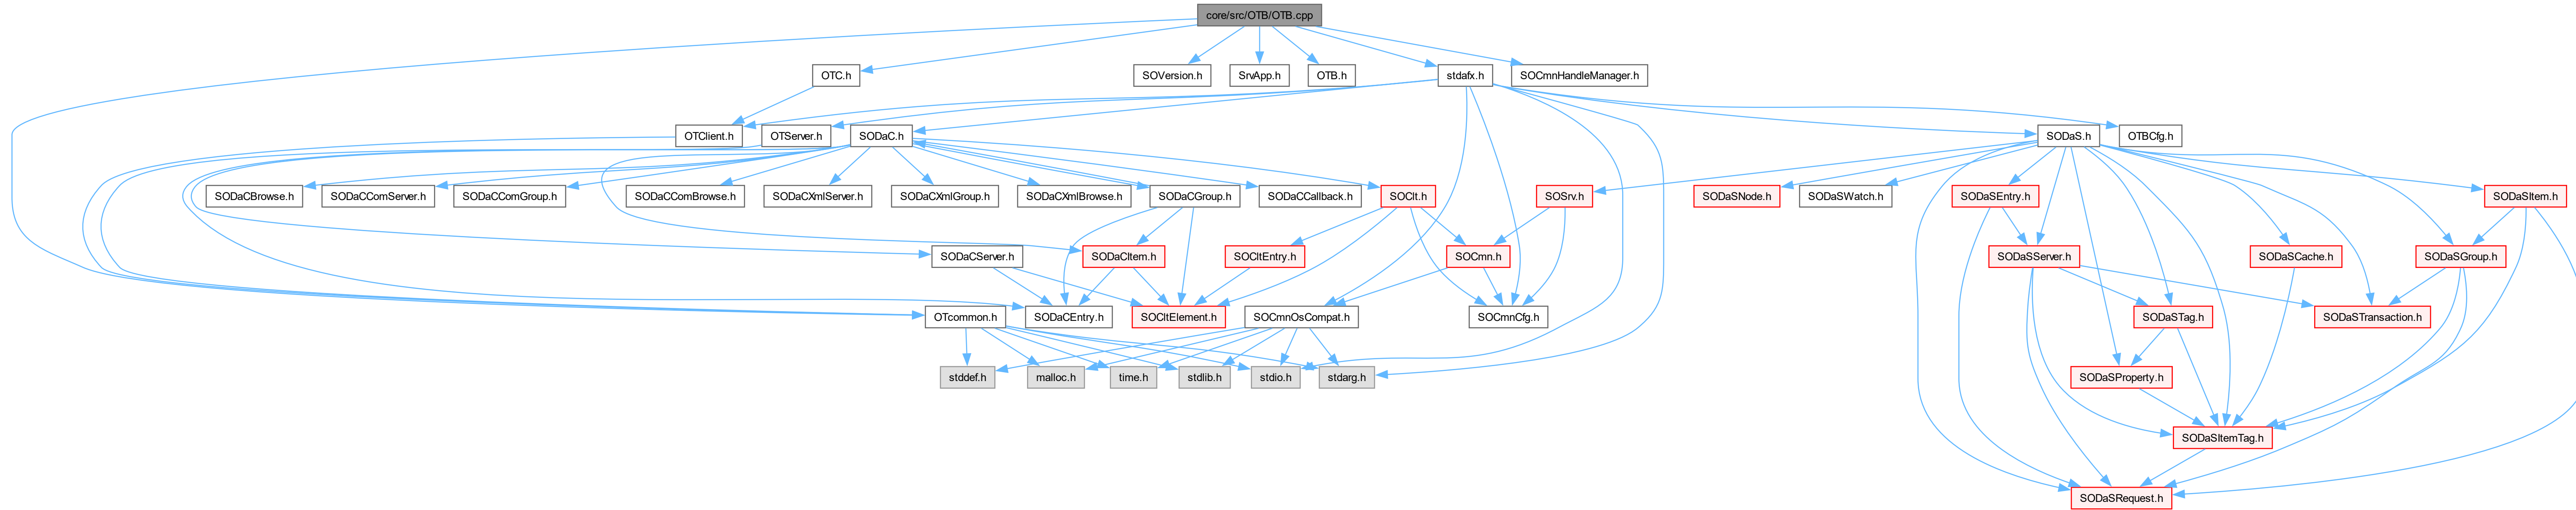 core/src/OTB/OTB.cpp
OTC.h
SOVersion.h
SrvApp.h
OTB.h
stdafx.h
SOCmnHandleManager.h
OTClient.h
OTServer.h
SODaC.h
SODaS.h
OTBCfg.h
SODaCBrowse.h
SODaCComServer.h
SODaCComGroup.h
SODaCComBrowse.h
SODaCXmlServer.h
SODaCXmlGroup.h
SODaCXmlBrowse.h
SODaCGroup.h
SODaCCallback.h
SOClt.h
SOSrv.h
SODaSNode.h
SODaSWatch.h
SODaSEntry.h
SODaSItem.h
SODaCServer.h
SODaCItem.h
SOCltEntry.h
SOCmn.h
SODaSServer.h
SODaSCache.h
SODaSGroup.h
OTcommon.h
SODaCEntry.h
SOCltElement.h
SOCmnOsCompat.h
SOCmnCfg.h
SODaSTag.h
SODaSTransaction.h
stddef.h
malloc.h
time.h
stdlib.h
stdio.h
stdarg.h
SODaSProperty.h
SODaSItemTag.h
SODaSRequest.h